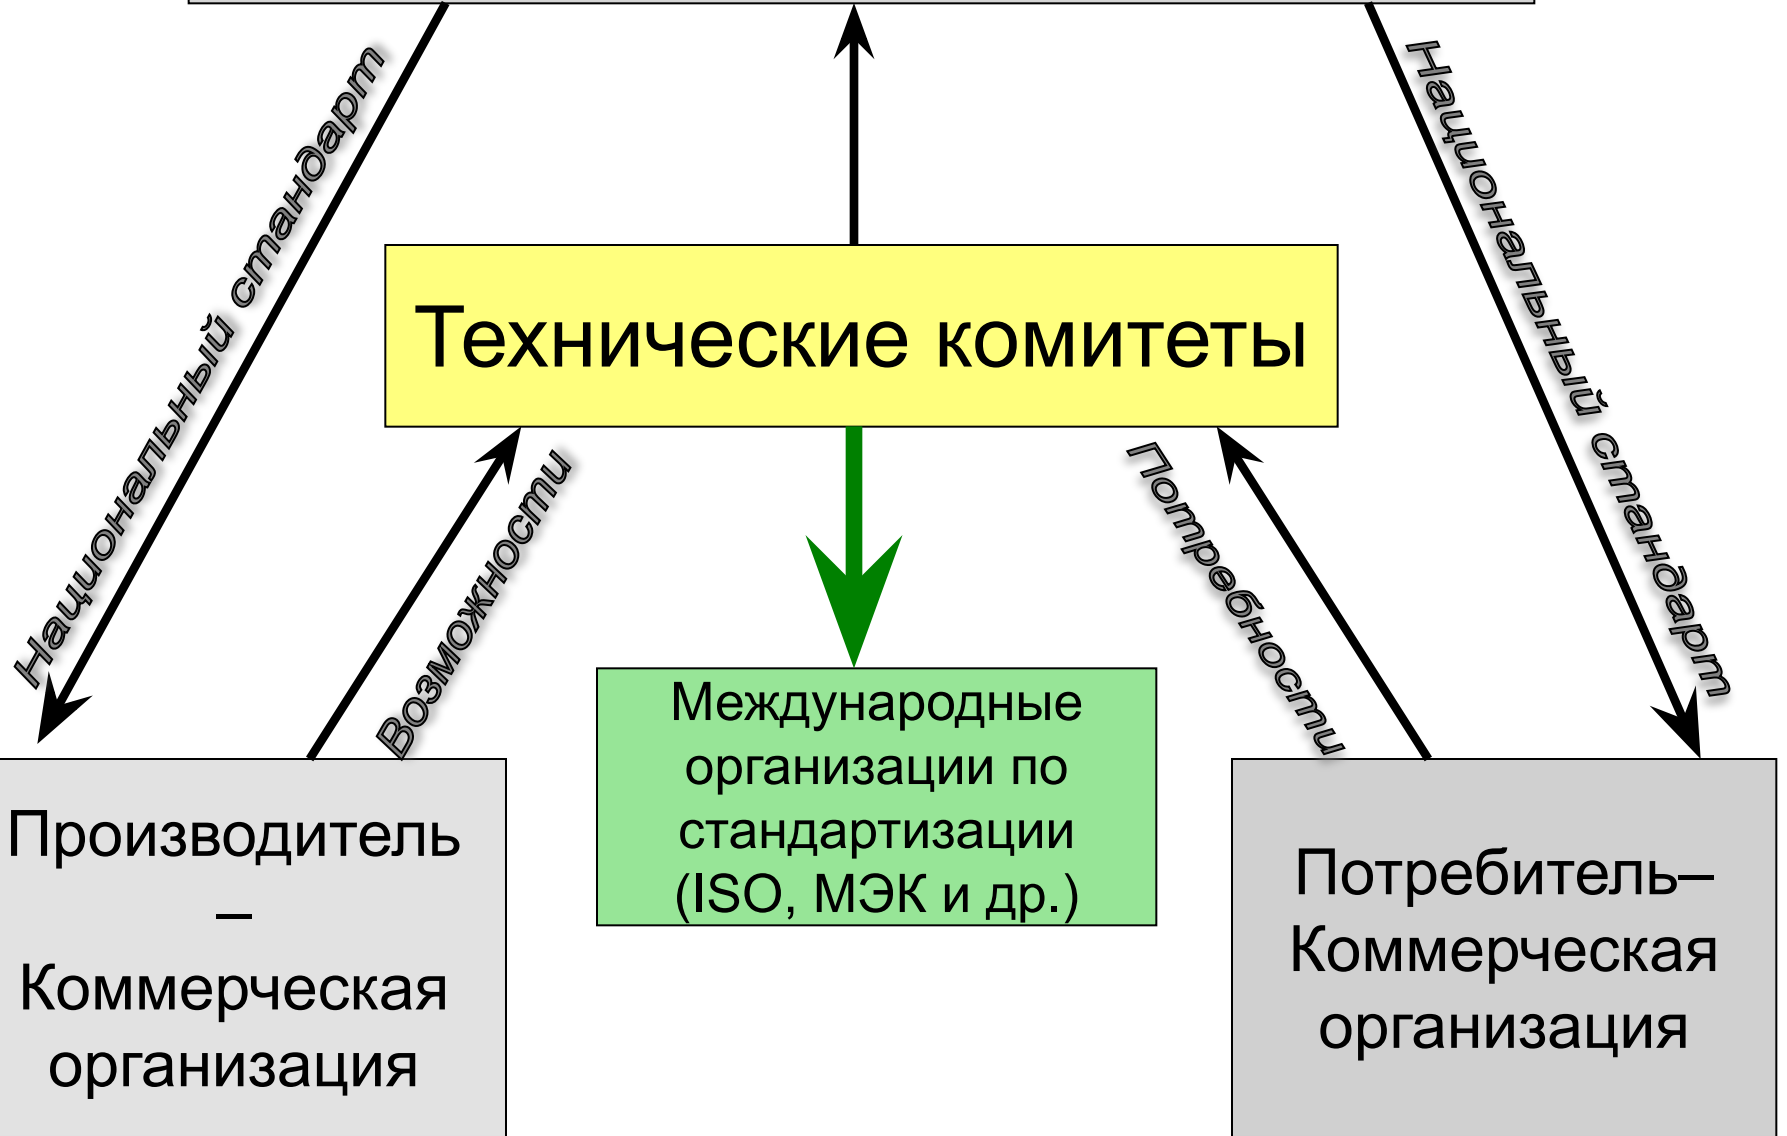 Национальный стандарт
Национальный стандарт
Технические комитеты
Возможности
Потребности
Международные
организации по
стандартизации
(ISO, МЭК и др.)
Производитель
–
Коммерческая
организация
Потребитель–
Коммерческая
организация